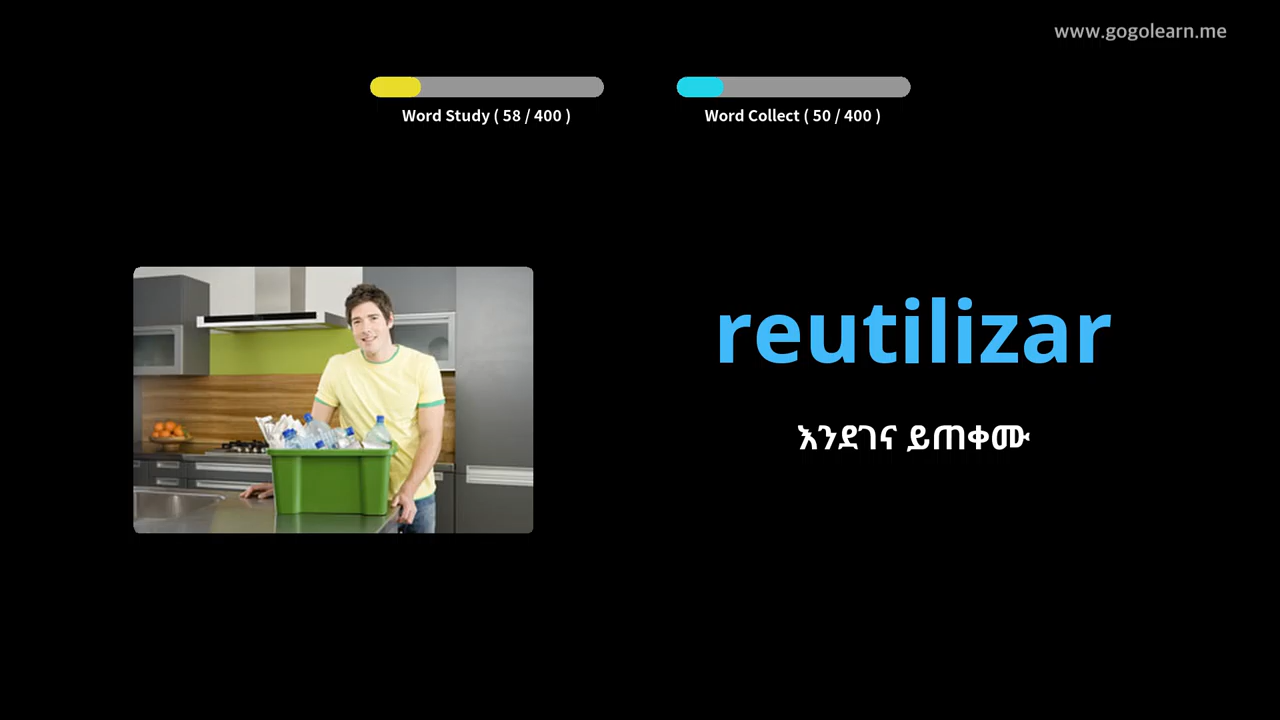 www.gogolearn.me
Word Study ( 58 / 400 )
Word Collect ( 50 / 400 )
reutilizar
እንደገና ይጠቀሙ